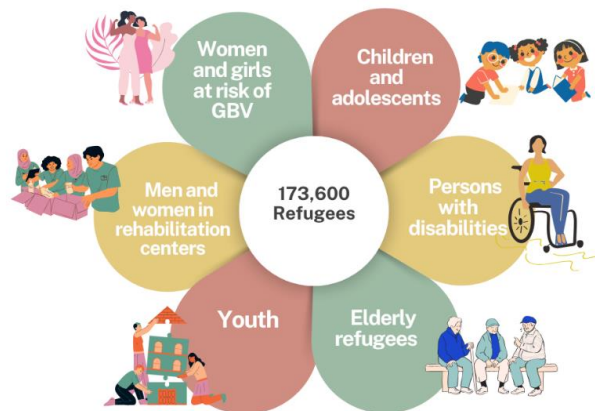 Women
and girls
at risk of
GBV
Children
and
adolescents
Men and
women in
rehabilitation
centers
173,600
Refugees
Persons
with
disabilities
Youth
Elderly
refugees